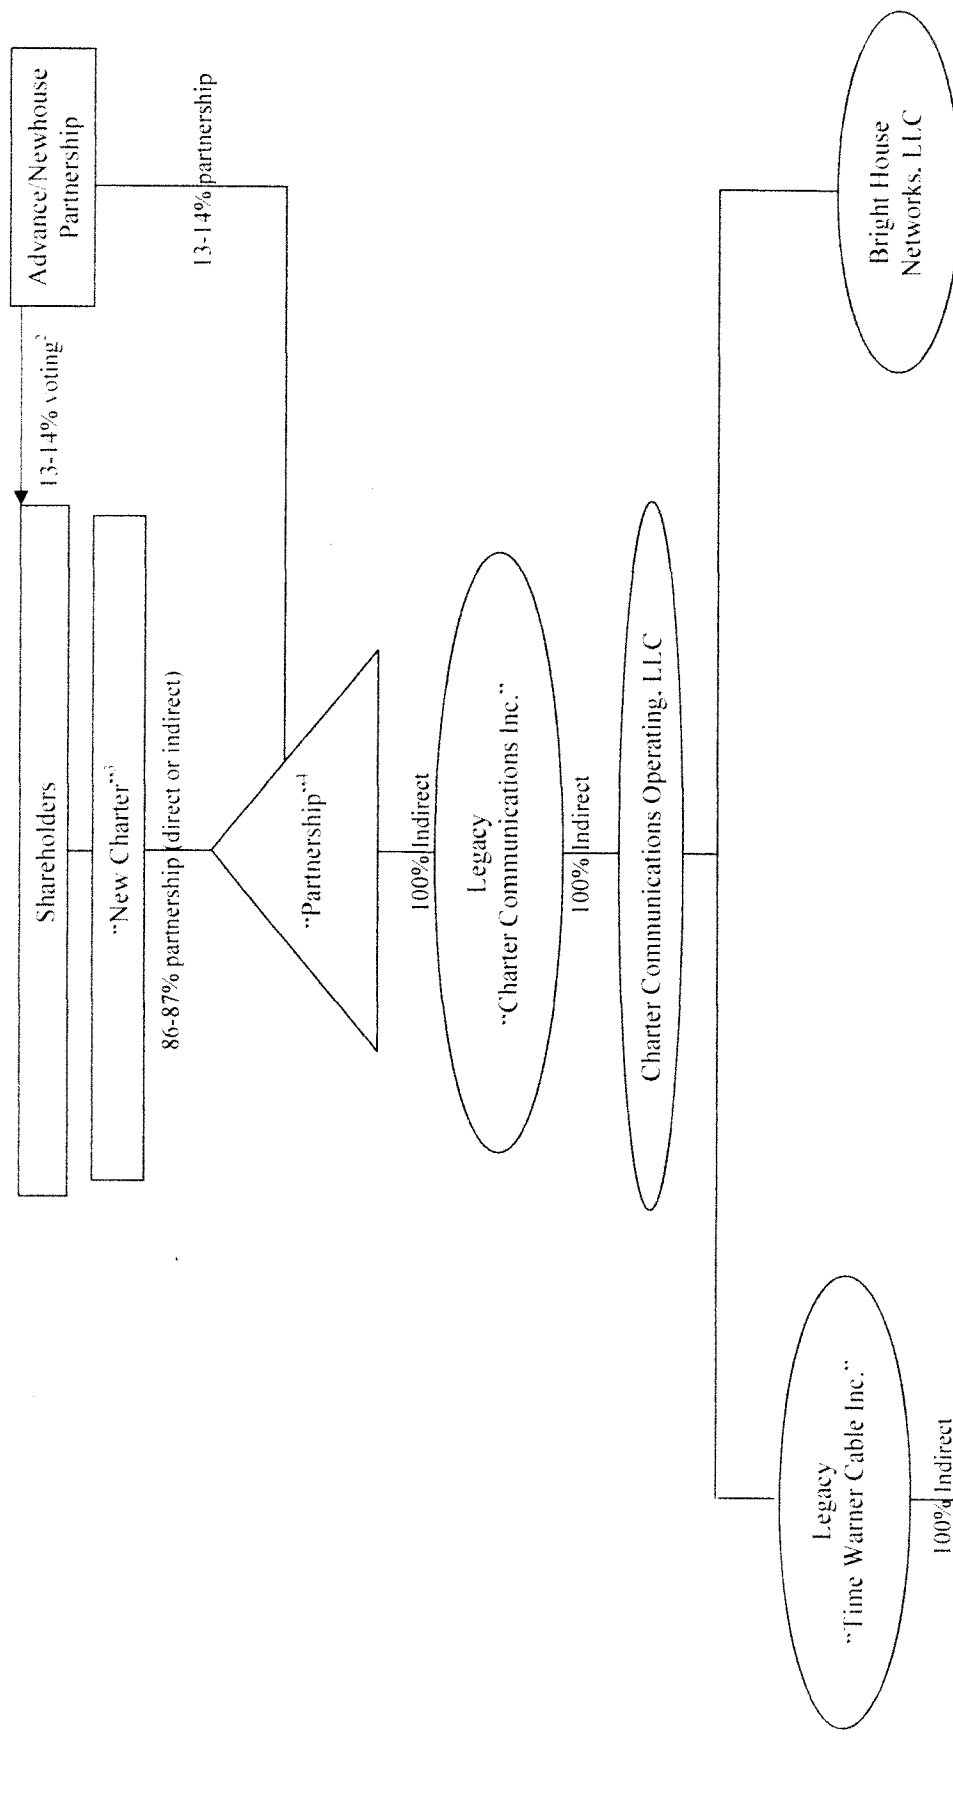 Advance/Newhouse
Partnership
13-14% voting²
13-14% partnership
Shareholders
"New Charter"³
86-87% partnership (direct or indirect)
"Partnership"⁴
100% Indirect
Legacy
"Charter Communications Inc."
100% Indirect
Charter Communications Operating, LLC
Legacy
"Time Warner Cable Inc."
100% Indirect
Bright House
Networks, LLC